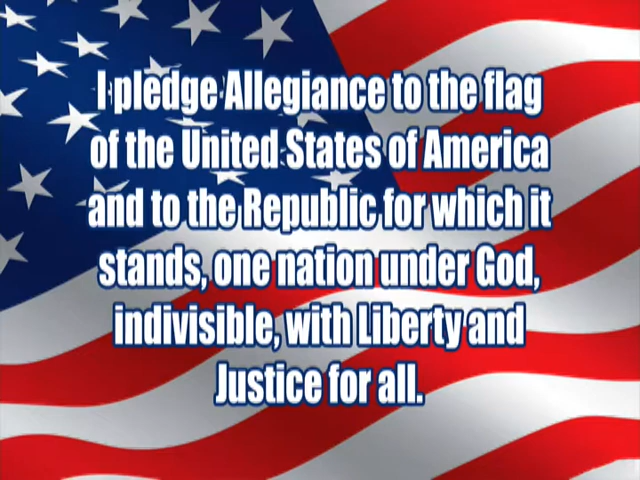 I pledge Allegiance to the flag
of the United States of America
and to the Republic for which it
stands, one nation under God,
indivisible, with Liberty and
Justice for all.